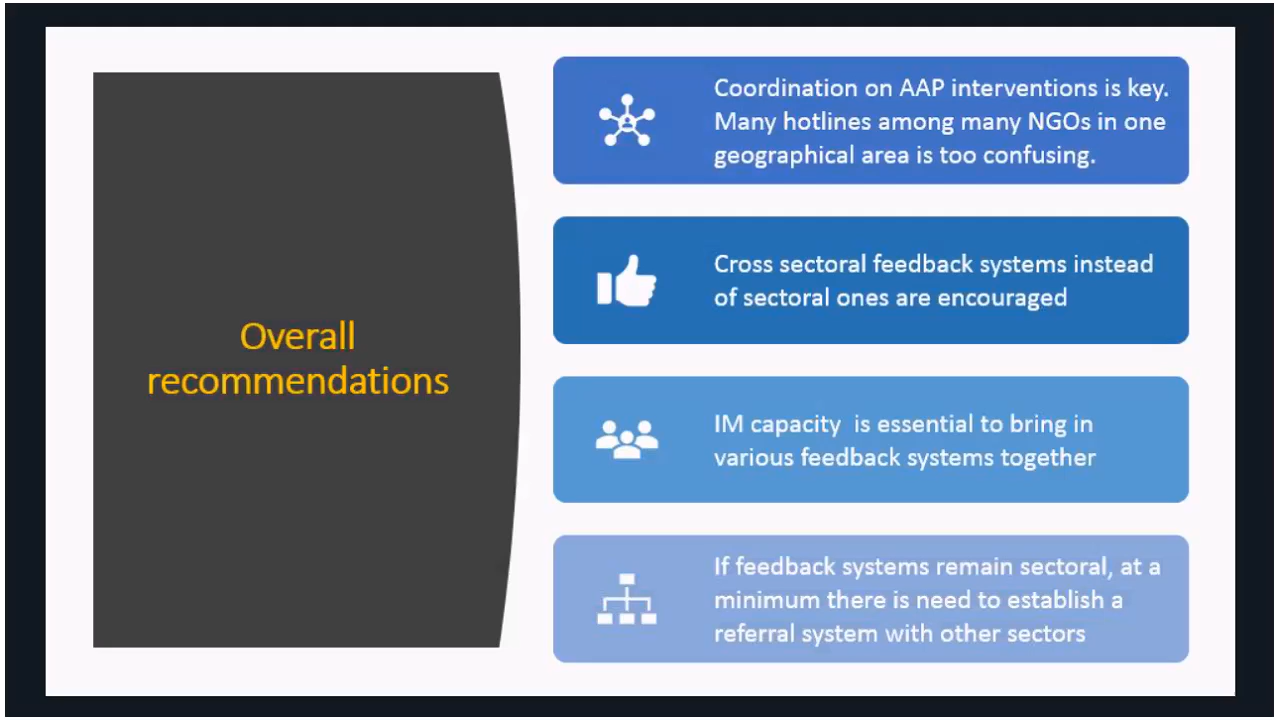 Overall
recommendations
Coordination on AAP interventions is key.
Many hotlines among many NGOs in one
geographical area is too confusing.
Cross sectoral feedback systems instead
of sectoral ones are encouraged
IM capacity  is essential to bring in
various feedback systems together
If feedback systems remain sectoral, at a
minimum there is need to establish a
referral system with other sectors